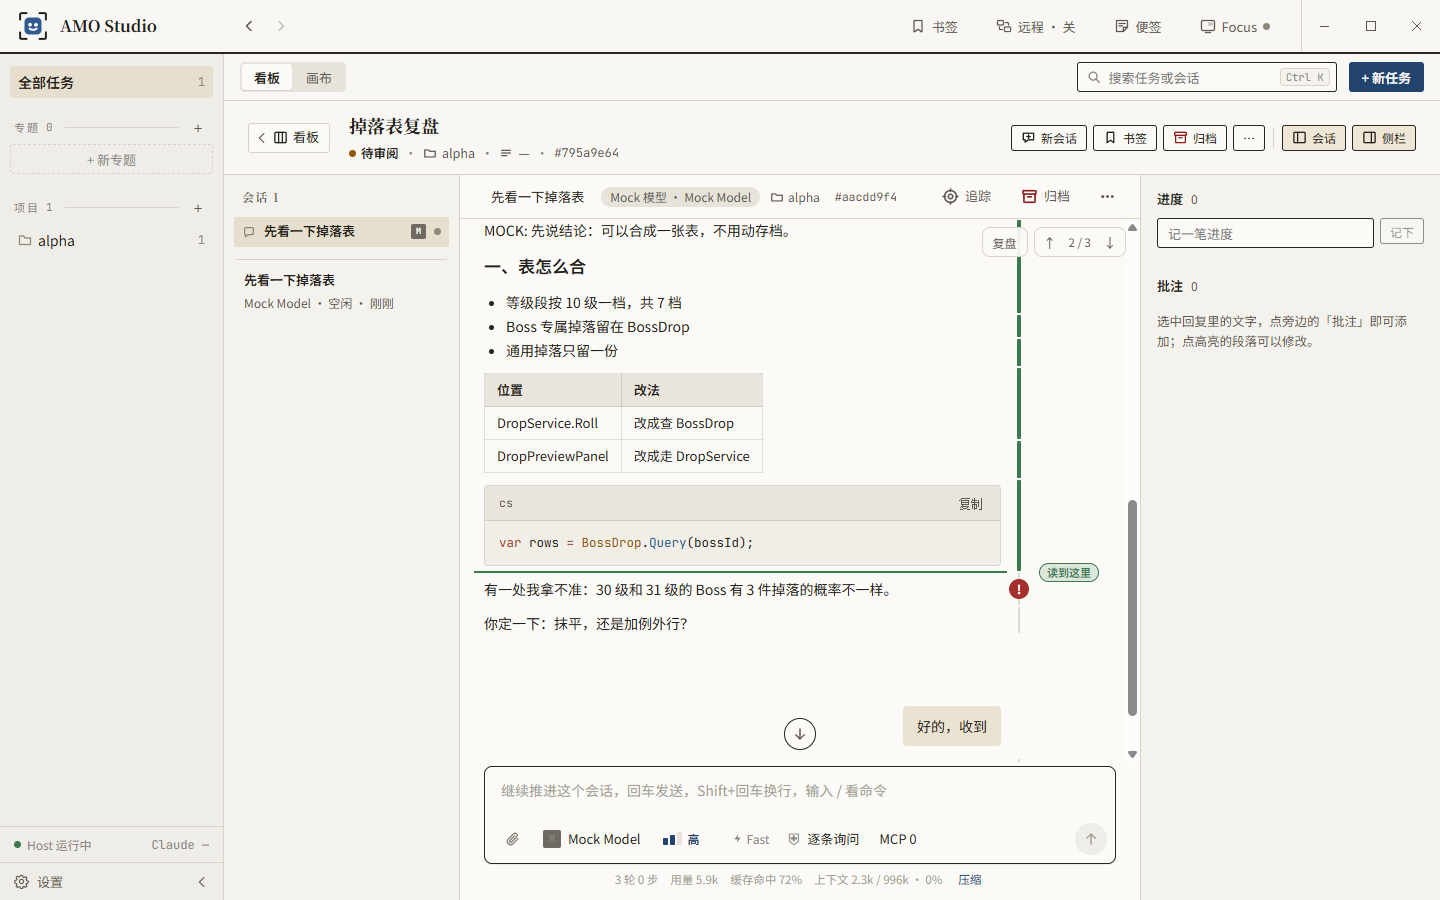 AMO Studio
书签
远程 • 关
便签
Focus
全部任务 1
专题 0
+ 新专题
项目 1
alpha 1
Host 运行中 Claude —
设置
看板 画布
搜索任务或会话 Ctrl K
+ 新任务
看板
掉落表复盘
待审阅 • alpha • — • #795a9e64
新会话 书签 归档 ··· 会话 侧栏
会话 1
先看一下掉落表 M
先看一下掉落表
Mock Model • 空闲 • 刚刚
先看一下掉落表 Mock 模型 • Mock Model alpha #aacdd9f4 追踪 归档 ···
复盘 ↑ 2 / 3 ↓
MOCK: 先说结论：可以合成一张表，不用动存档。
一、表怎么合
等级段按 10 级一档，共 7 档
Boss 专属掉落留在 BossDrop
通用掉落只留一份
位置 改法
DropService.Roll 改成查 BossDrop
DropPreviewPanel 改成走 DropService
cs 复制
var rows = BossDrop.Query(bossId);
读到这里
有一处我拿不准：30 级和 31 级的 Boss 有 3 件掉落的概率不一样。
!
你定一下：抹平，还是加例外行？
好的，收到
继续推进这个会话，回车发送，Shift+回车换行，输入 / 看命令
M Mock Model 高 Fast 逐条询问 MCP 0
3 轮 0 步 用量 5.9k 缓存命中 72% 上下文 2.3k / 996k • 0% 压缩
进度 0
记一笔进度 记下
批注 0
选中回复里的文字，点旁边的「批注」即可添
加；点高亮的段落可以修改。